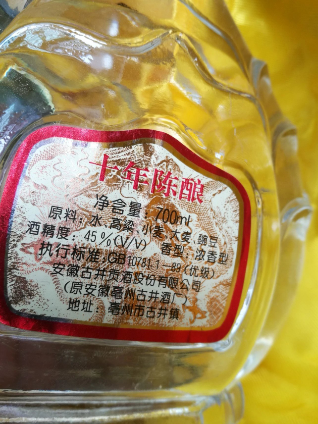 十年陈酿
净含量:700ml
原料:水 高粱 小麦 大麦 豌豆
酒精度:45%(V/V) 香型:浓香型
执行标准:GB10781.1-89(优级)
安徽古井贡酒股份有限公司
(原安徽亳州古井酒厂)
地址:亳州市古井镇